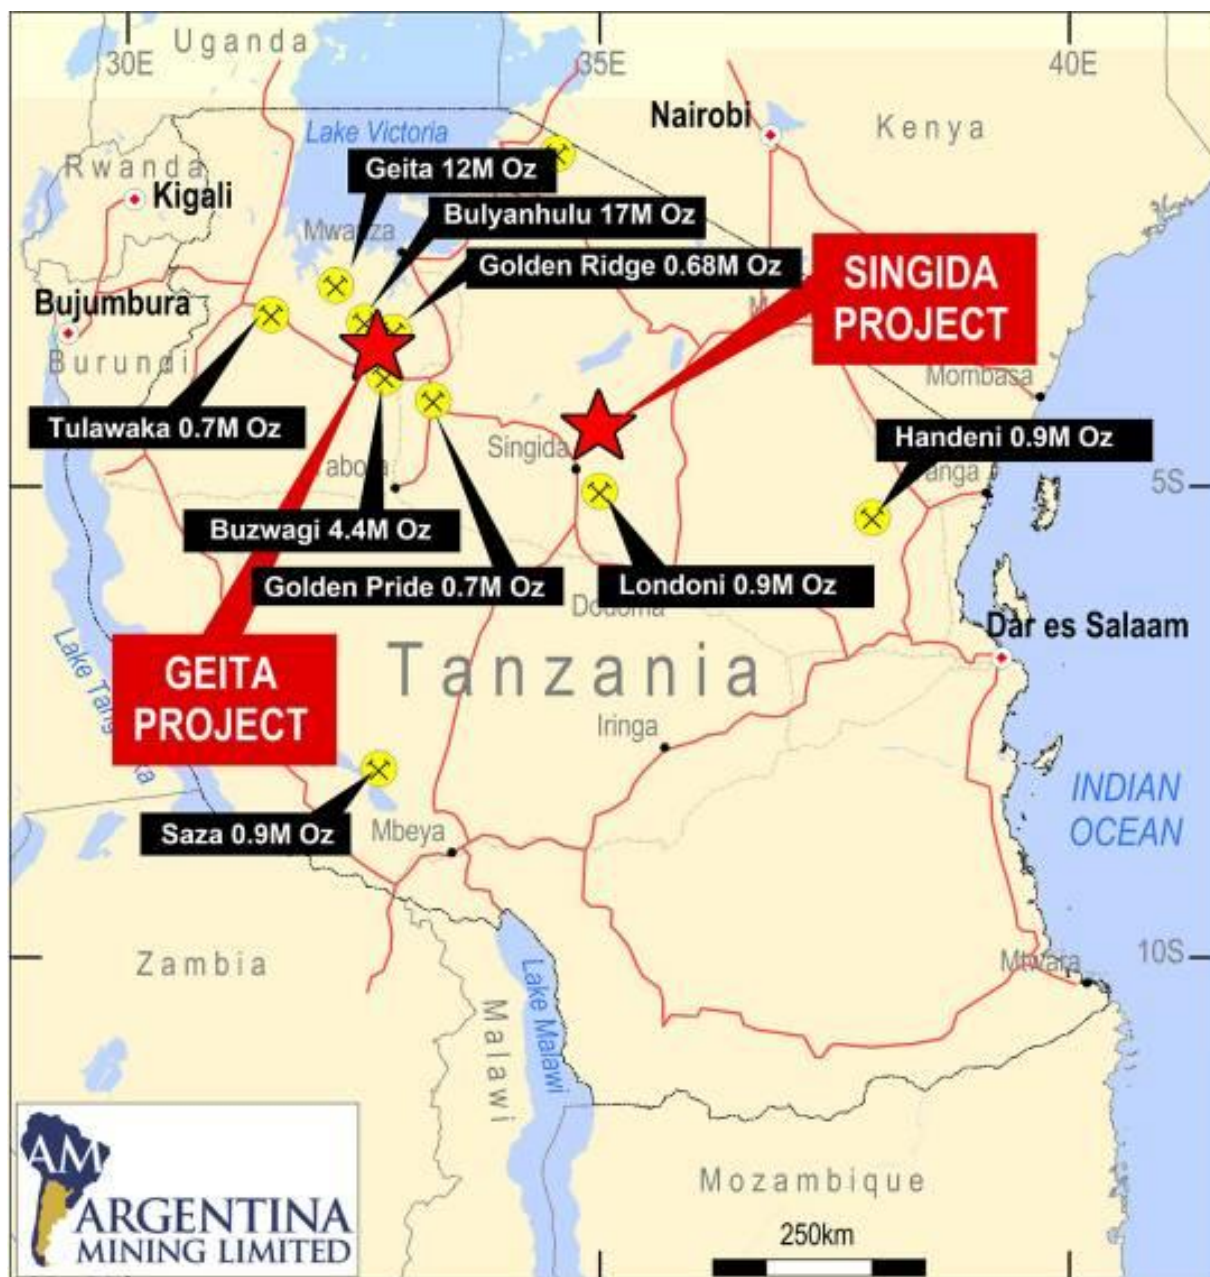 Uganda
30E
35E
40E
Lake Victoria
Nairobi
Kenya
Rwanda
Kigali
Geita 12M Oz
Bulyanhulu 17M Oz
Mwanza
Golden Ridge 0.68M Oz
SINGIDA
PROJECT
Bujumbura
Burundi
Mombasa
Tulawaka 0.7M Oz
Singida
Handeni 0.9M Oz
5S
Buzwagi 4.4M Oz
Golden Pride 0.7M Oz
Londoni 0.9M Oz
Dodoma
Dar es Salaam
Tanzania
GEITA
PROJECT
Iringa
INDIAN
OCEAN
Saza 0.9M Oz
Mbeya
Zambia
10S
Mtwara
Lake Malawi
Malawi
Mozambique
250km
AM
ARGENTINA
MINING LIMITED